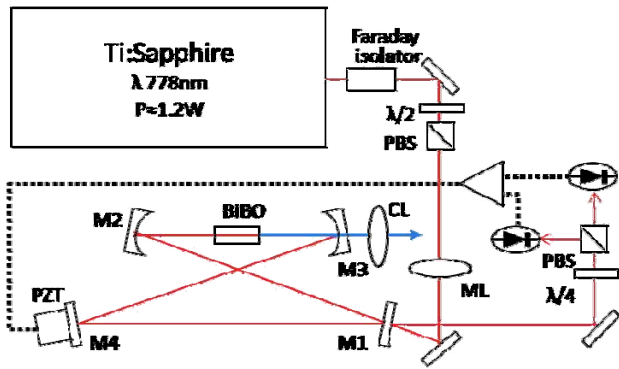 Ti:Sapphire
λ 778nm
P=1.2W
Faraday
isolator
λ/2
PBS
M2
BIBO
CL
M3
PBS
ML
λ/4
PZT
M4
M1